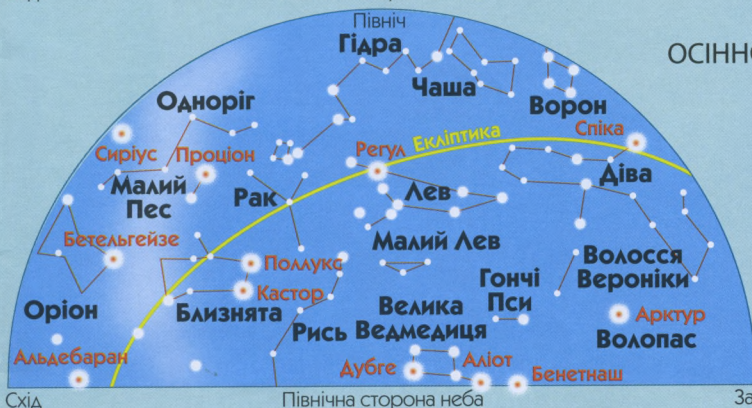 Північ
Гідра
ОСІННЄ
Чаша
Одноріг
Ворон
Спіка
Екліптика
Сиріус
Проціон
Регул
Діва
Малий
Пес
Рак
Лев
Бетельгейзе
Малий Лев
Волосся
Вероніки
Поллукс
Гончі
Пси
Кастор
Оріон
Близнята
Велика
Ведмедиця
Арктур
Рись
Волопас
Альдебаран
Дубге
Аліот
Бенетнаш
Схід
Північна сторона неба
За